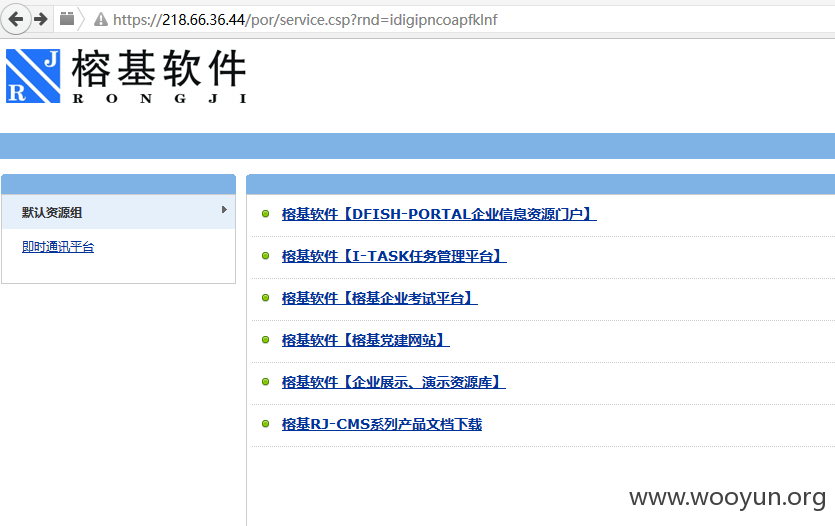 https://218.66.36.44/por/service.csp?rnd=idigipncoapfklnf
RJ
榕基软件
RONGJI
默认资源组
即时通讯平台
榕基软件【DFISH-PORTAL企业信息资源门户】
榕基软件【I-TASK任务管理平台】
榕基软件【榕基企业考试平台】
榕基软件【榕基党建网站】
榕基软件【企业展示、演示资源库】
榕基RJ-CMS系列产品文档下载
www.wooyun.org